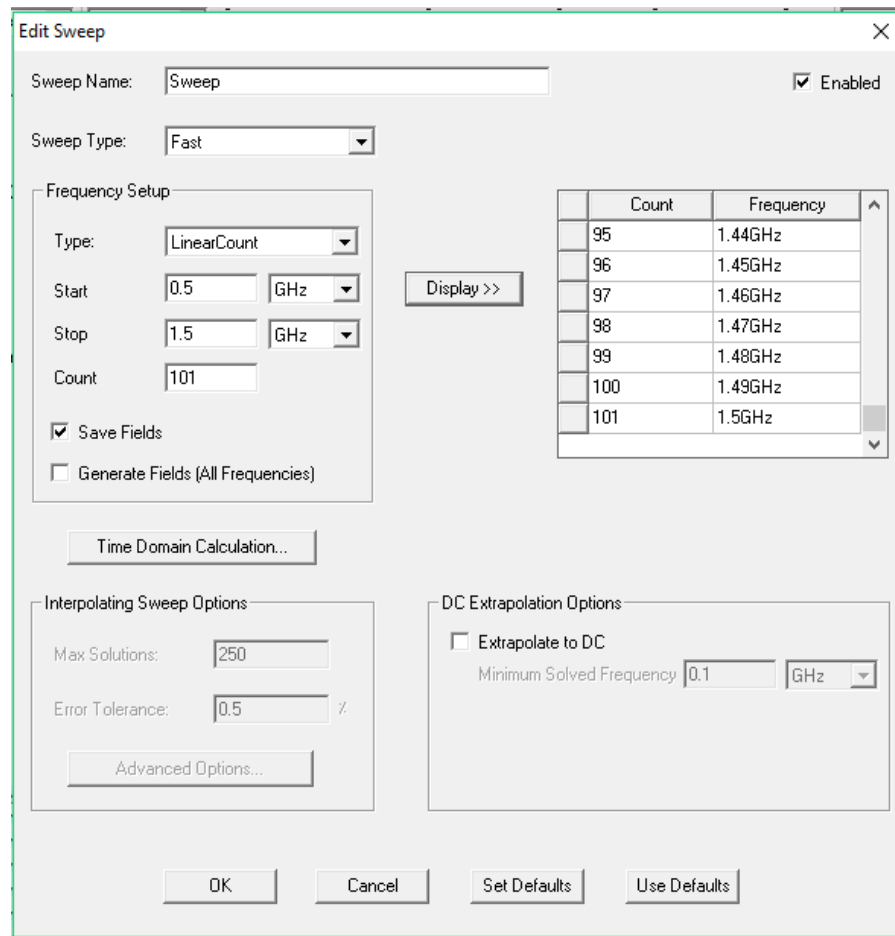 Edit Sweep
Sweep Name: Sweep Enabled
Sweep Type: Fast
Frequency Setup
Type: LinearCount
Start 0.5 GHz
Stop 1.5 GHz
Count 101
Save Fields
Generate Fields (All Frequencies)
Display >>
Count Frequency
95 1.44GHz
96 1.45GHz
97 1.46GHz
98 1.47GHz
99 1.48GHz
100 1.49GHz
101 1.5GHz
Time Domain Calculation...
Interpolating Sweep Options
Max Solutions: 250
Error Tolerance: 0.5 %
Advanced Options...
DC Extrapolation Options
Extrapolate to DC
Minimum Solved Frequency 0.1 GHz
OK Cancel Set Defaults Use Defaults